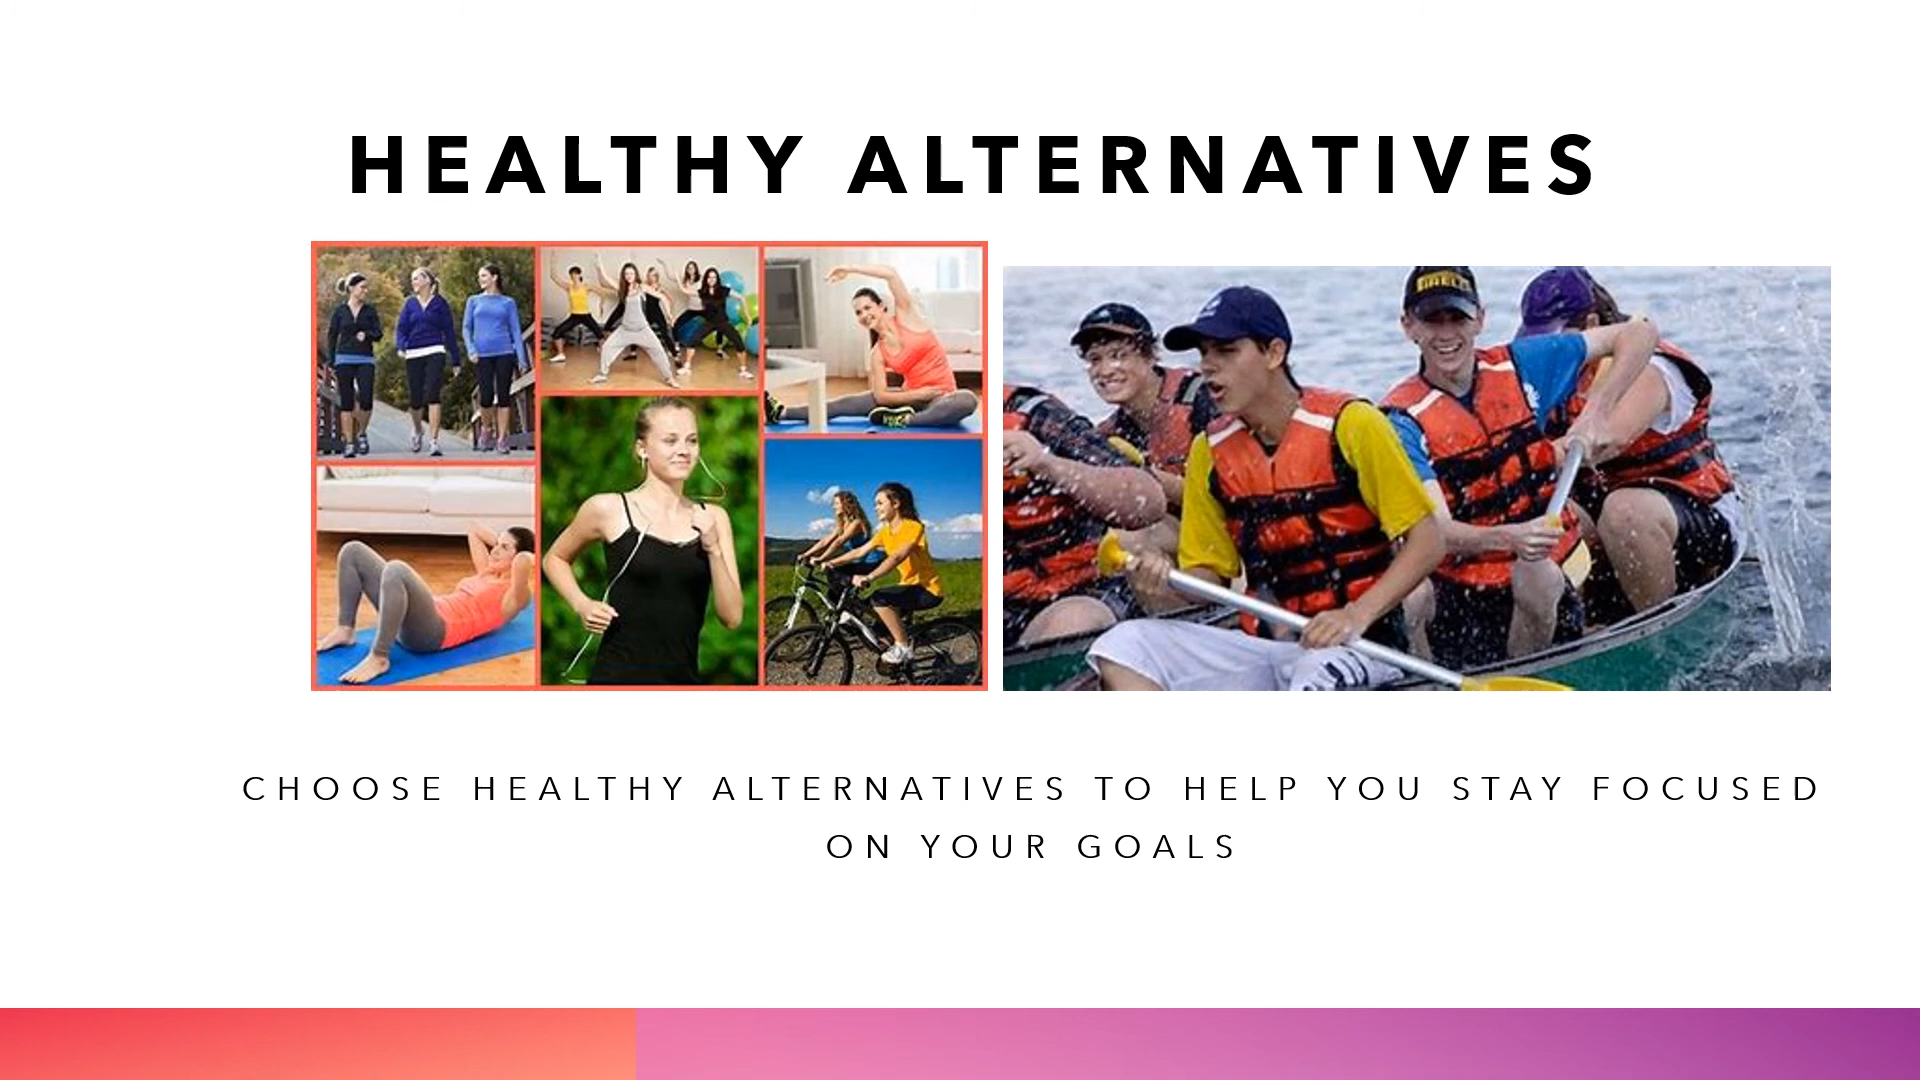 HEALTHY ALTERNATIVES
CHOOSE HEALTHY ALTERNATIVES TO HELP YOU STAY FOCUSED
ON YOUR GOALS